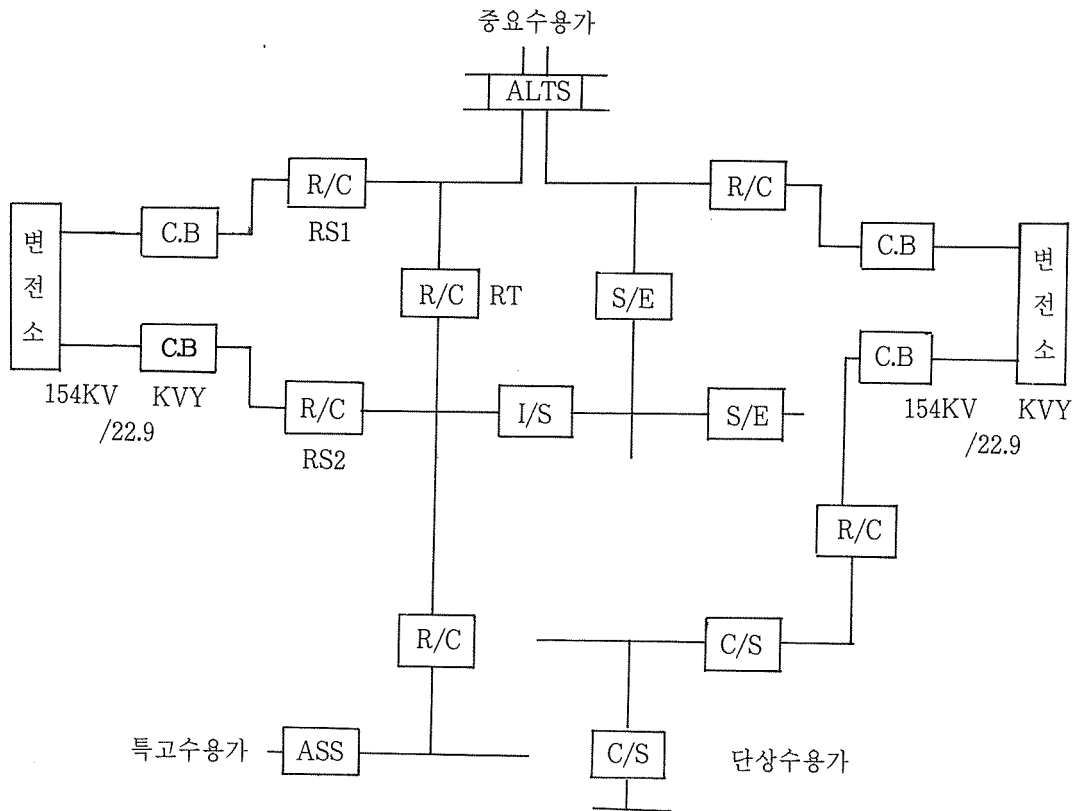 중요수용가
ALTS
R/C
R/C
RS1
C.B
C.B
변전소
변전소
R/C RT
S/E
C.B
C.B
154KV KVY
/22.9
R/C
I/S
S/E
154KV KVY
/22.9
RS2
R/C
R/C
C/S
특고수용가
ASS
C/S
단상수용가